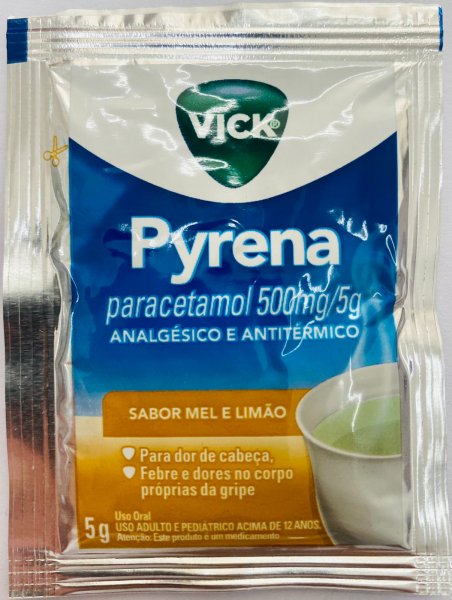 VICK®
Pyrena
paracetamol 500mg/5g
ANALGÉSICO E ANTITÉRMICO
SABOR MEL E LIMÃO
Para dor de cabeça,
Febre e dores no corpo
próprias da gripe
5g
Uso Oral
USO ADULTO E PEDIÁTRICO ACIMA DE 12 ANOS.
Atenção: Este produto é um medicamento